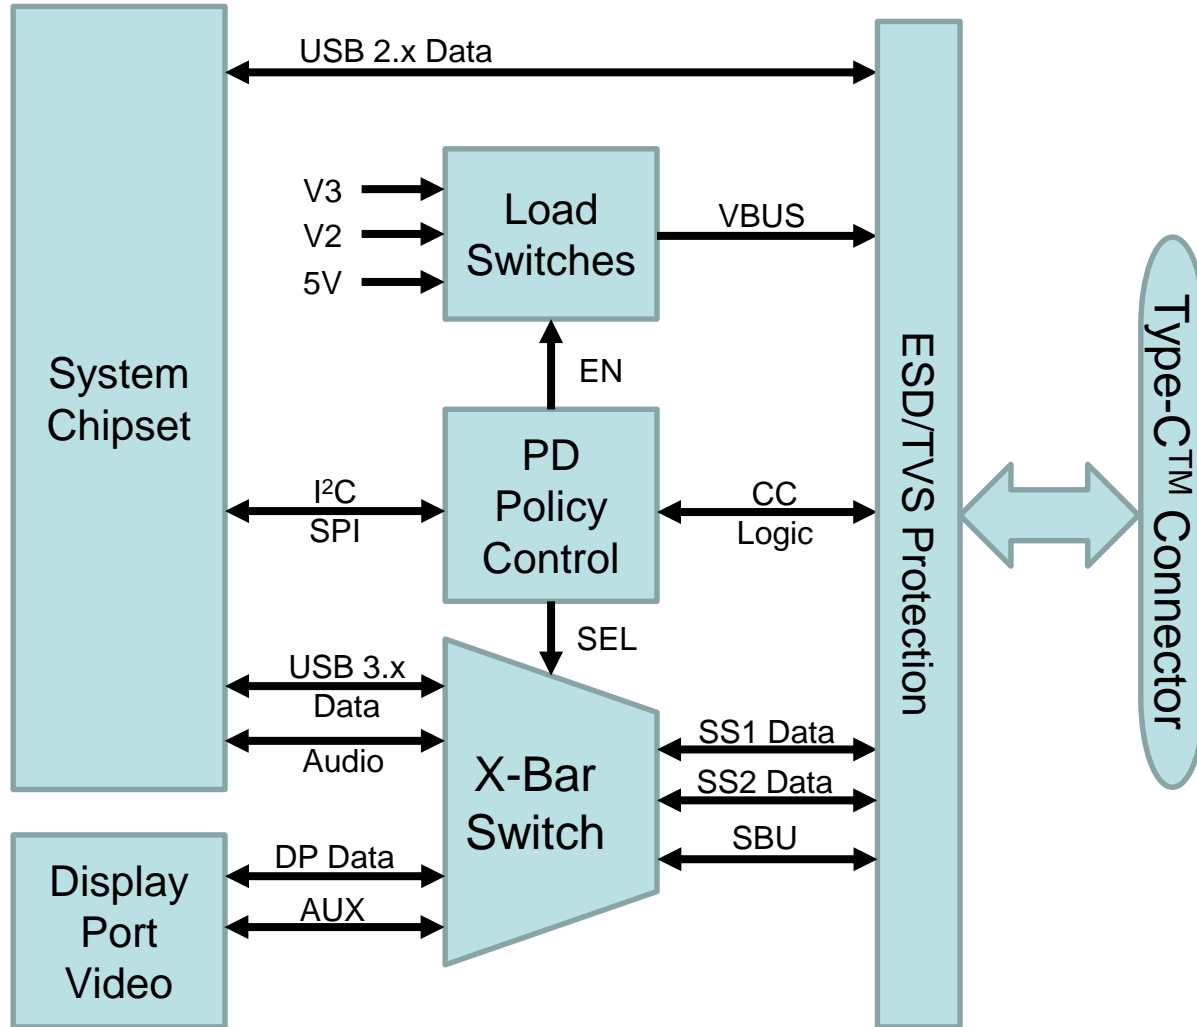 USB 2.x Data
V3
V2
5V
Load
Switches
VBUS
System
Chipset
EN
PD
Policy
Control
I²C
SPI
CC
Logic
SEL
USB 3.x
Data
Audio
X-Bar
Switch
SS1 Data
SS2 Data
SBU
Display
Port
Video
DP Data
AUX
ESD/TVS Protection
Type-C™ Connector